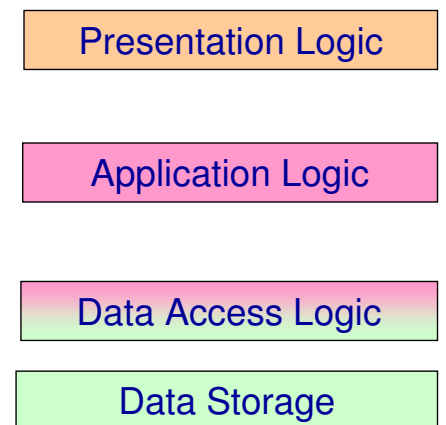 Presentation Logic
Application Logic
Data Access Logic
Data Storage